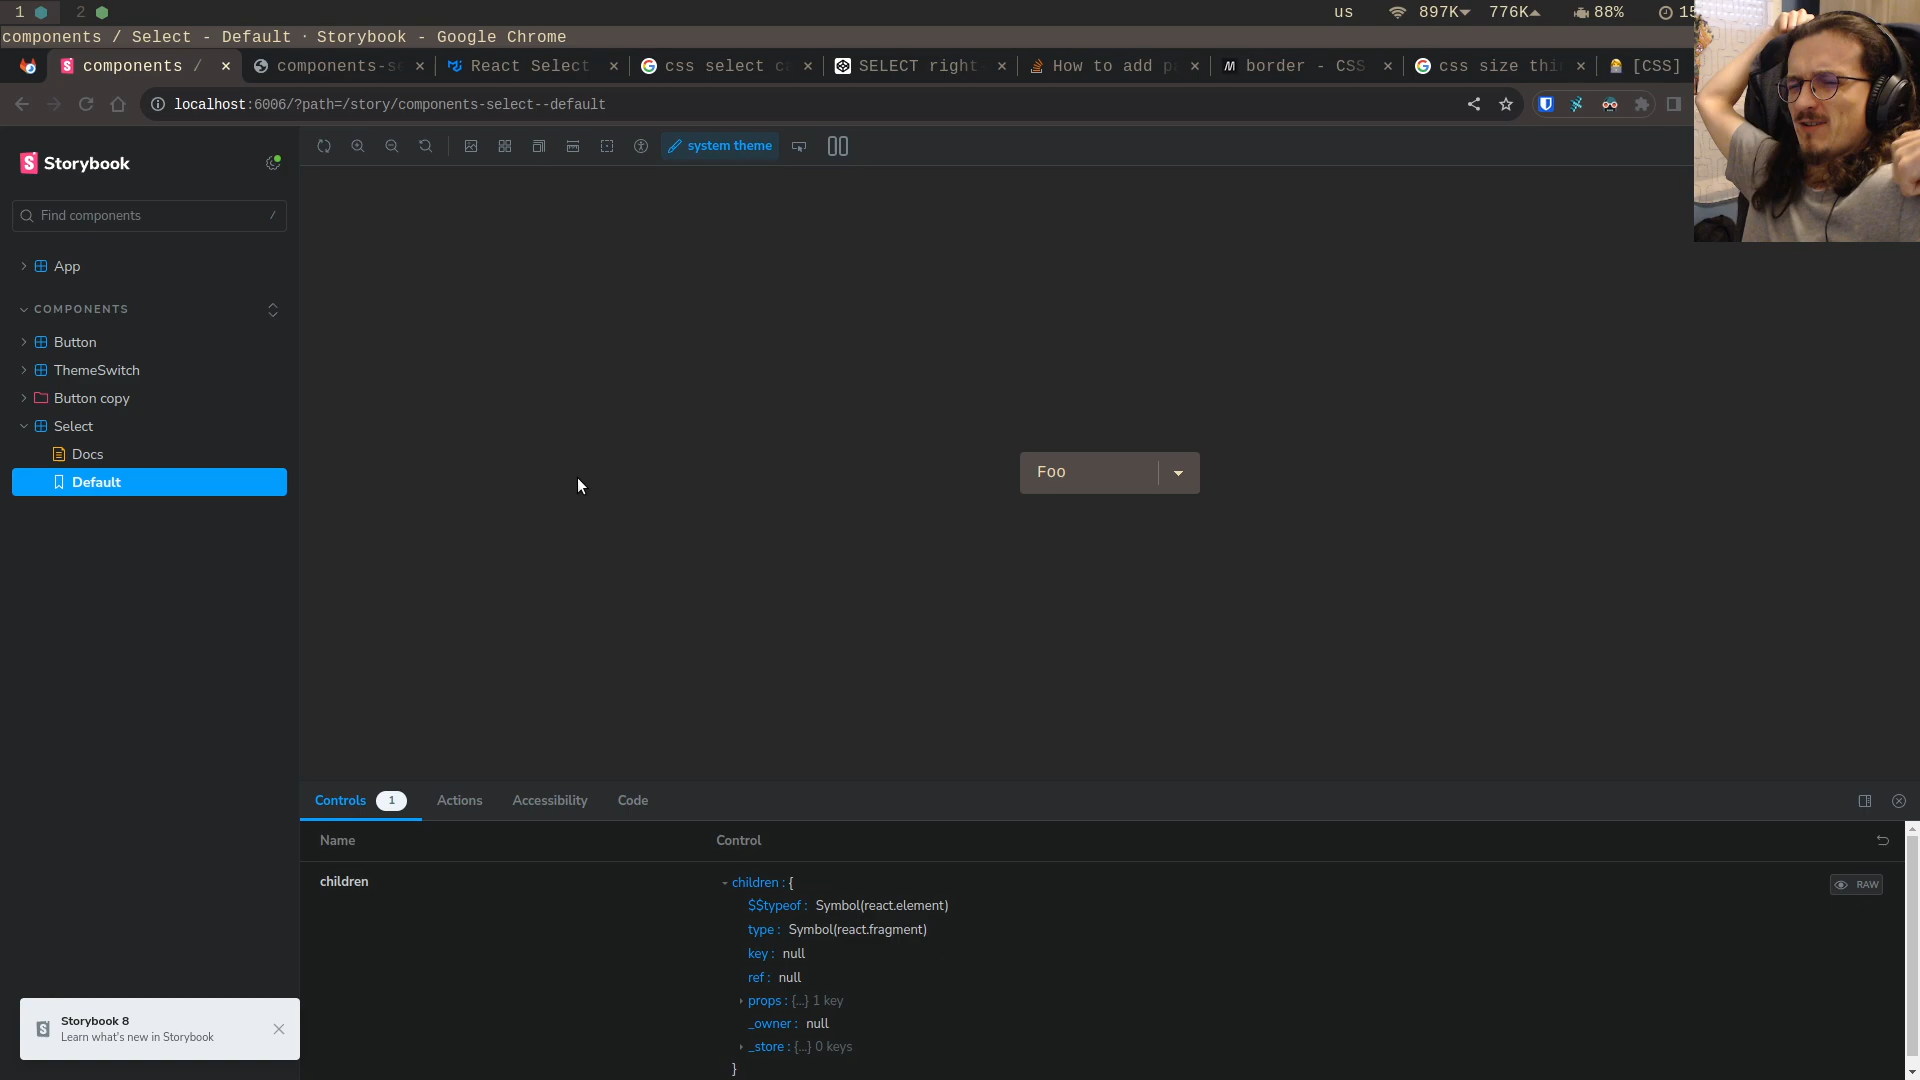 1 2 us 897K 776K 88% 15
components / Select - Default · Storybook - Google Chrome
components / components-se React Select css select ca SELECT right How to add p border - CSS css size thi [CSS]
localhost:6006/?path=/story/components-select--default
Storybook
system theme
Find components /
App
COMPONENTS
Button
ThemeSwitch
Button copy
Select
Docs
Default
Foo
Controls 1 Actions Accessibility Code
Name Control
children
children : {
RAW
$$typeof : Symbol(react.element)
type : Symbol(react.fragment)
key : null
ref : null
props : {...} 1 key
_owner : null
_store : {...} 0 keys
}
Storybook 8
Learn what's new in Storybook